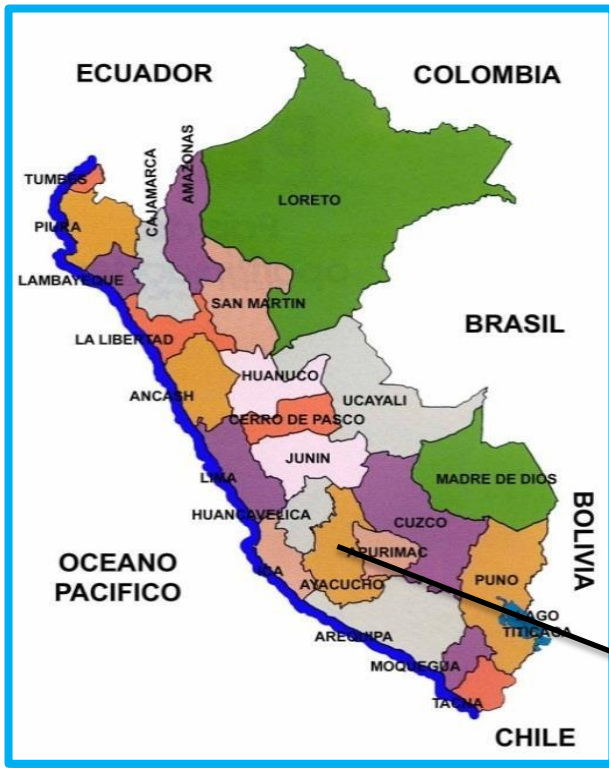 ECUADOR
COLOMBIA
TUMBES
CAJAMARCA
AMAZONAS
PIURA
LORETO
LAMBAYEQUE
SAN MARTIN
LA LIBERTAD
BRASIL
HUANUCO
ANCASH
UCAYALI
CERRO DE PASCO
JUNIN
LIMA
MADRE DE DIOS
HUANCAVELICA
CUZCO
BOLIVIA
OCEANO
PACIFICO
APURIMAC
ICA
AYACUCHO
PUNO
AGO
TITICACA
AREQUIPA
MOQUEGUA
TACNA
CHILE